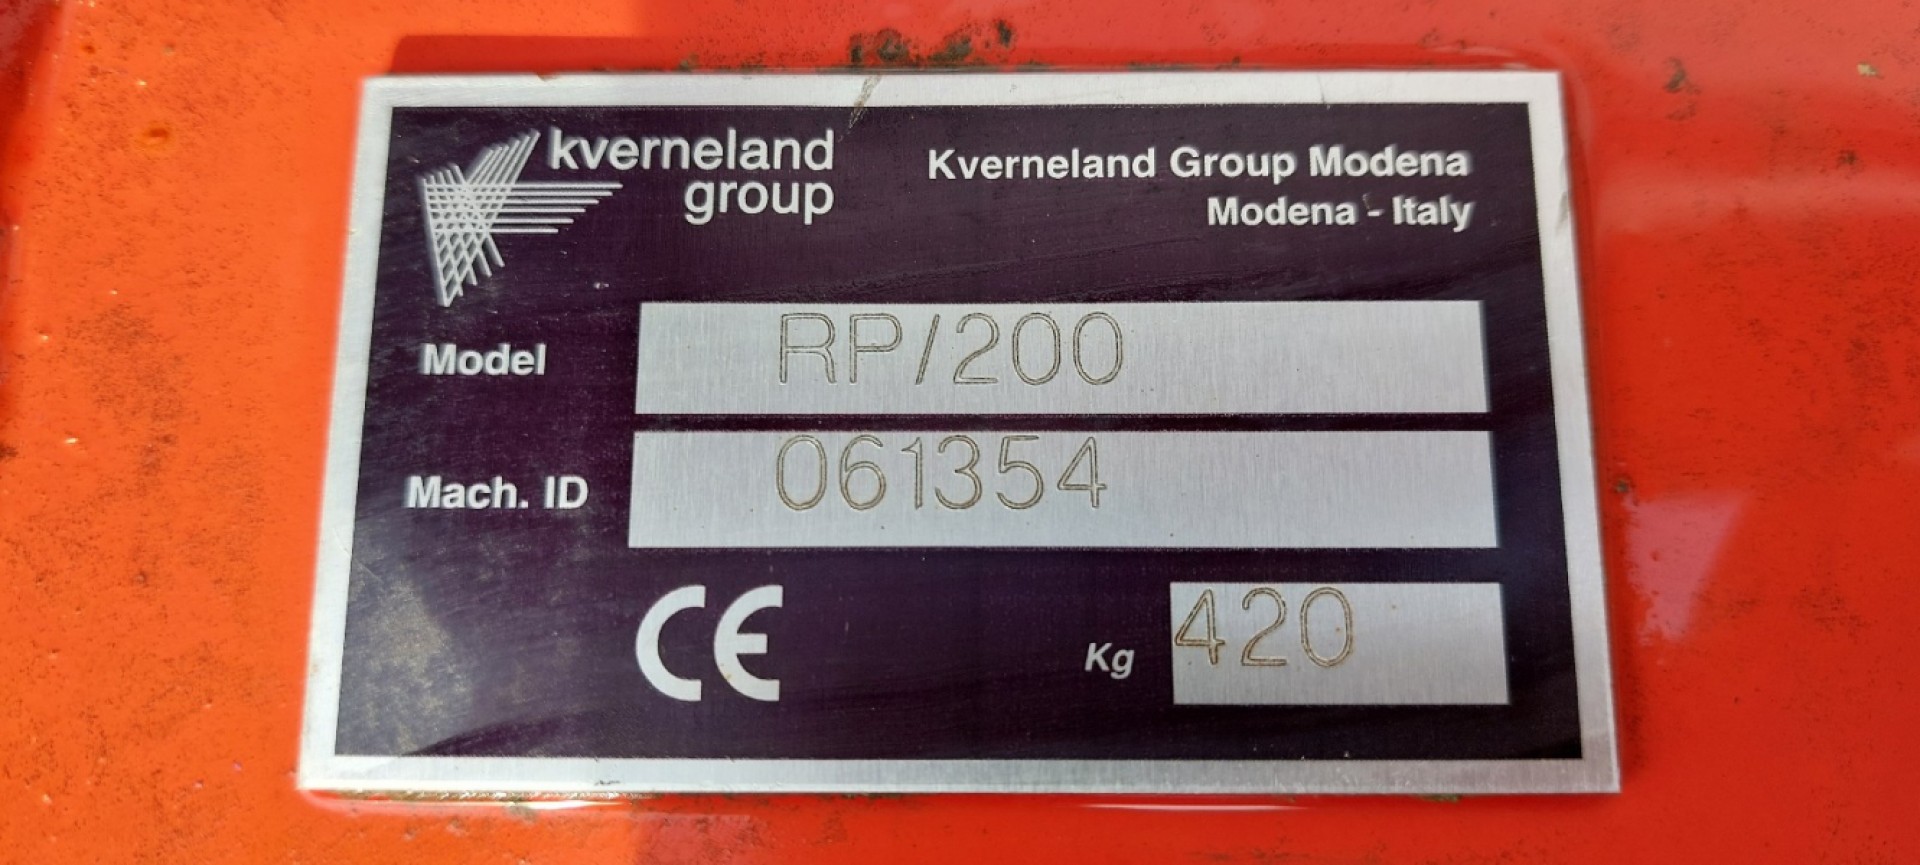 kverneland
group
Kverneland Group Modena
Modena - Italy
Model RP/200
Mach. ID 061354
CE Kg 420